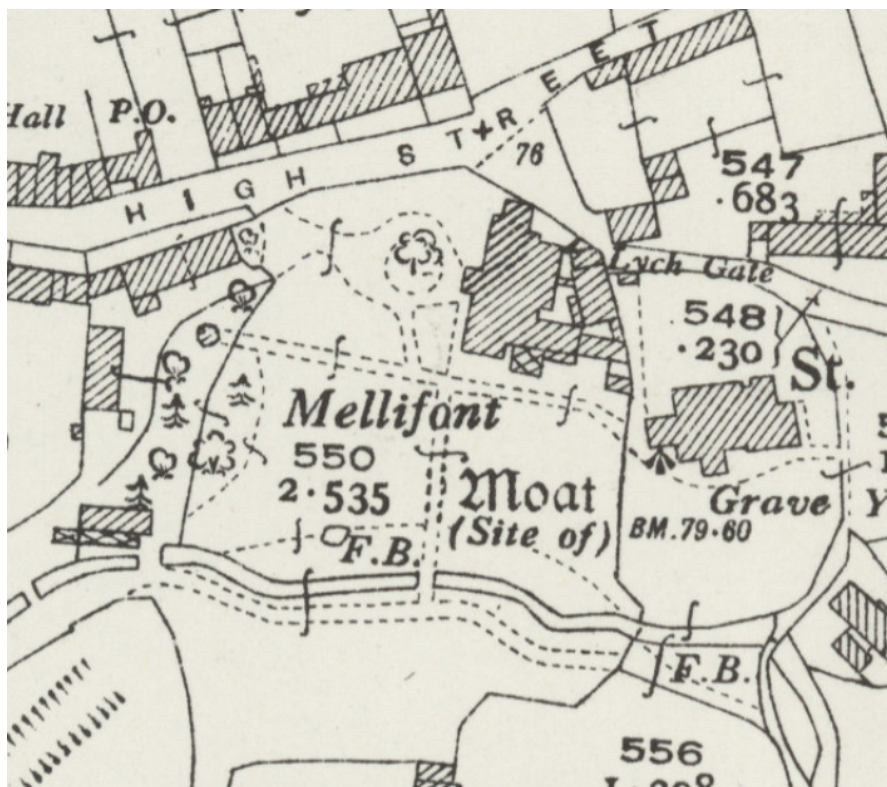 Hall P.O.
HIGH STREET
76
547
.683
Lych Gate
548
.230
St.
Mellifont
550
2.535
Moat
(Site of)
F.B.
Grave
BM.79.60
Y
F.B.
556